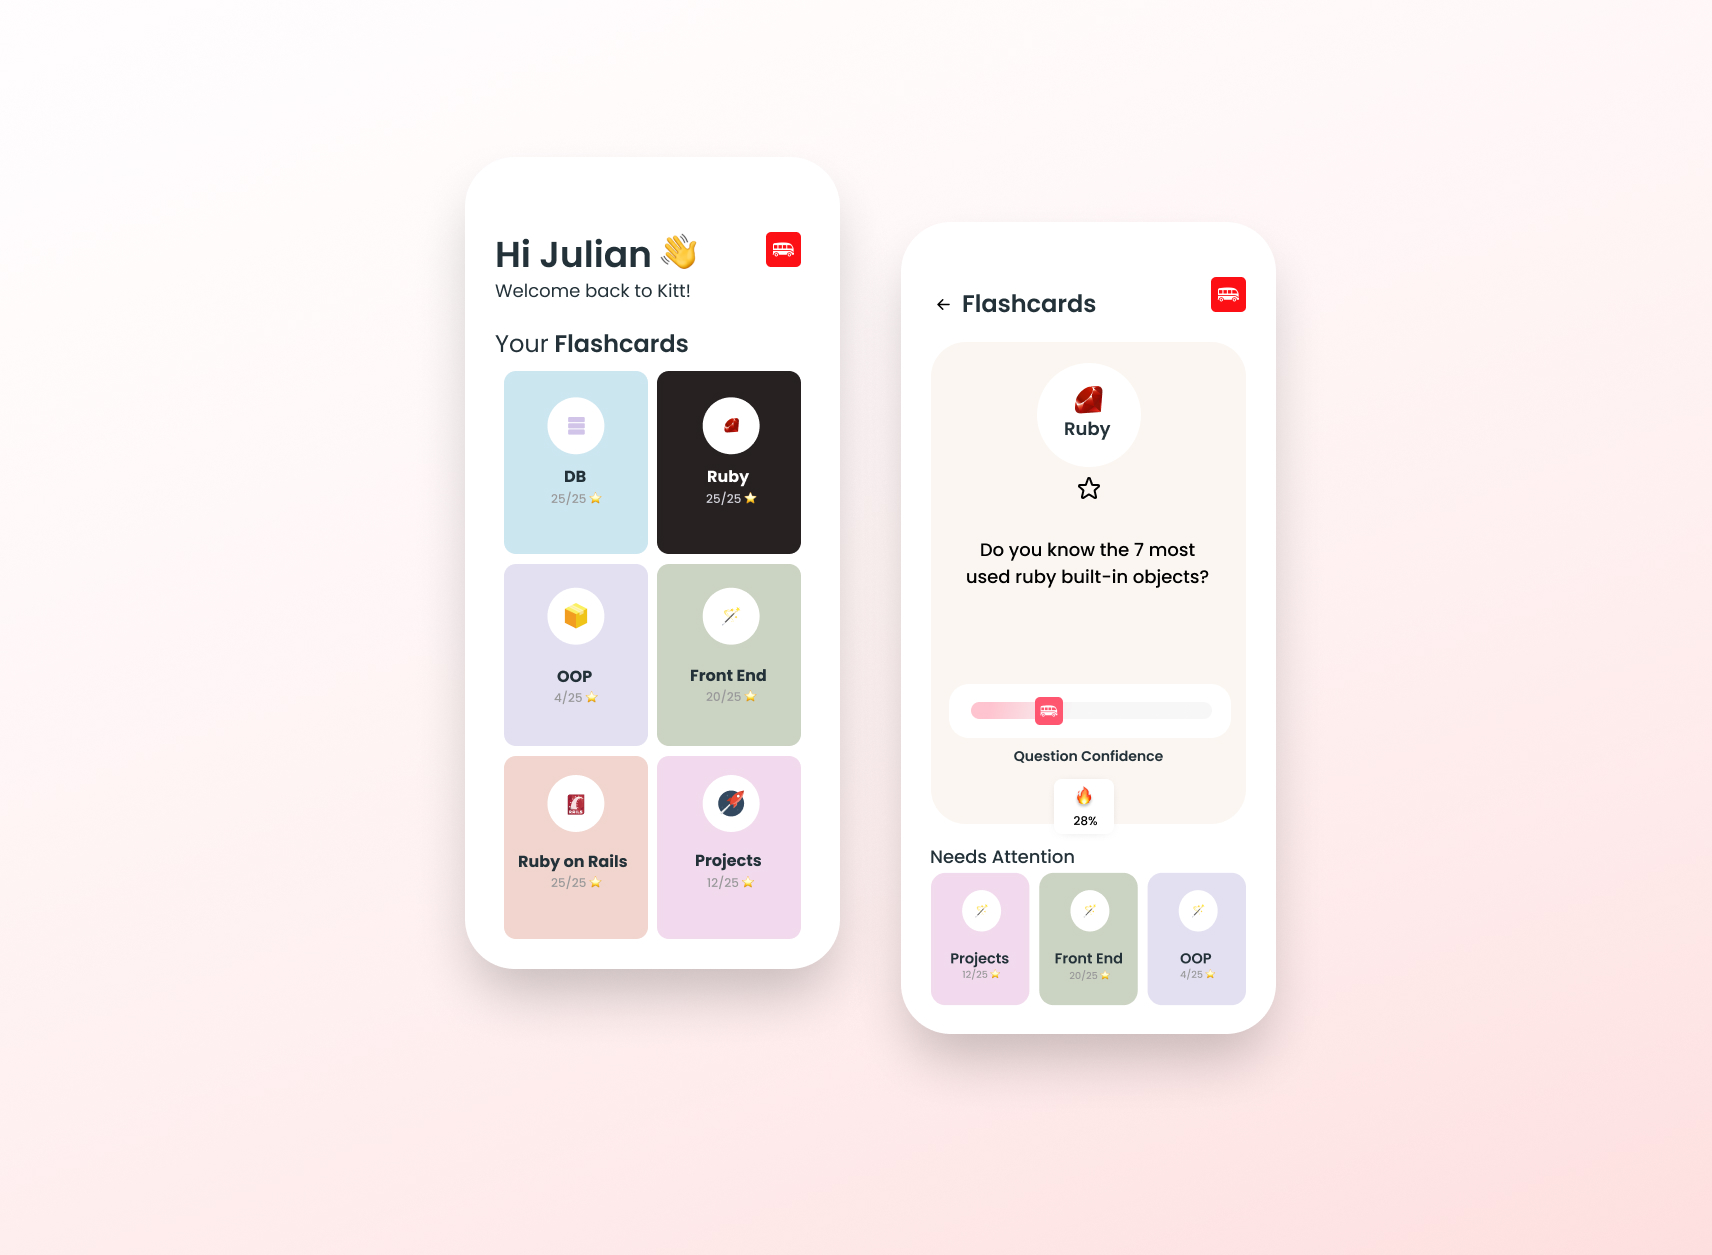 Hi Julian 👋
Welcome back to Kitt!
Your Flashcards
DB
25/25 ⭐
Ruby
25/25 ⭐
OOP
4/25 ⭐
Front End
20/25 ⭐
Ruby on Rails
25/25 ⭐
Projects
12/25 ⭐
← Flashcards
Ruby
Do you know the 7 most
used ruby built-in objects?
Question Confidence
🔥
28%
Needs Attention
Projects
12/25 ⭐
Front End
20/25 ⭐
OOP
4/25 ⭐